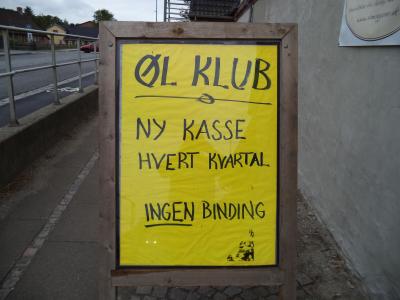 ØL KLUB
NY KASSE
HVERT KVARTAL
INGEN BINDING